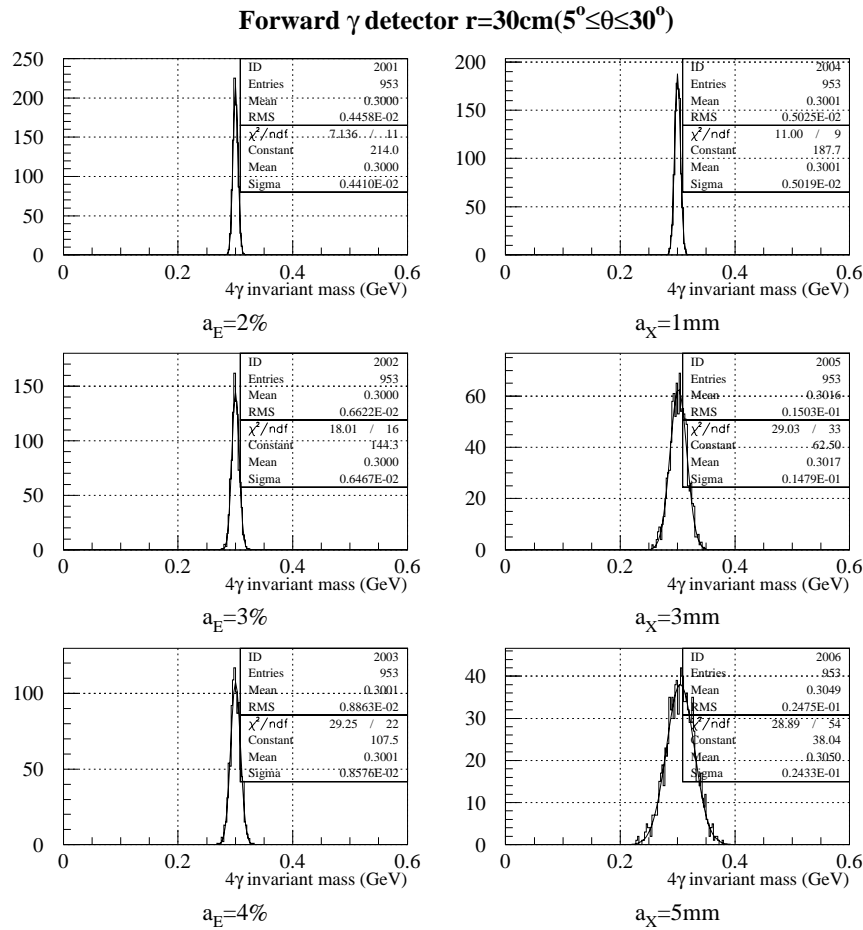 Forward γ detector r=30cm(5°≤θ≤30°)
ID 2001
Entries 953
Mean 0.3000
RMS 0.4458E-02
χ²/ndf 7.136 / 11
Constant 214.0
Mean 0.3000
Sigma 0.4410E-02
250
200
150
100
50
0
0 0.2 0.4 0.6
4γ invariant mass (GeV)
a_E=2%
ID 2004
Entries 953
Mean 0.3001
RMS 0.5025E-02
χ²/ndf 11.00 / 9
Constant 187.7
Mean 0.3001
Sigma 0.5019E-02
200
150
100
50
0
0 0.2 0.4 0.6
4γ invariant mass (GeV)
a_X=1mm
ID 2002
Entries 953
Mean 0.3000
RMS 0.6622E-02
χ²/ndf 18.01 / 16
Constant 144.3
Mean 0.3000
Sigma 0.6467E-02
150
100
50
0
0 0.2 0.4 0.6
4γ invariant mass (GeV)
a_E=3%
ID 2005
Entries 953
Mean 0.3016
RMS 0.1503E-01
χ²/ndf 29.03 / 33
Constant 62.50
Mean 0.3017
Sigma 0.1479E-01
60
40
20
0
0 0.2 0.4 0.6
4γ invariant mass (GeV)
a_X=3mm
ID 2003
Entries 953
Mean 0.3001
RMS 0.8863E-02
χ²/ndf 29.25 / 22
Constant 107.5
Mean 0.3001
Sigma 0.8576E-02
100
50
0
0 0.2 0.4 0.6
4γ invariant mass (GeV)
a_E=4%
ID 2006
Entries 953
Mean 0.3049
RMS 0.2475E-01
χ²/ndf 28.89 / 54
Constant 38.04
Mean 0.3050
Sigma 0.2433E-01
40
30
20
10
0
0 0.2 0.4 0.6
4γ invariant mass (GeV)
a_X=5mm